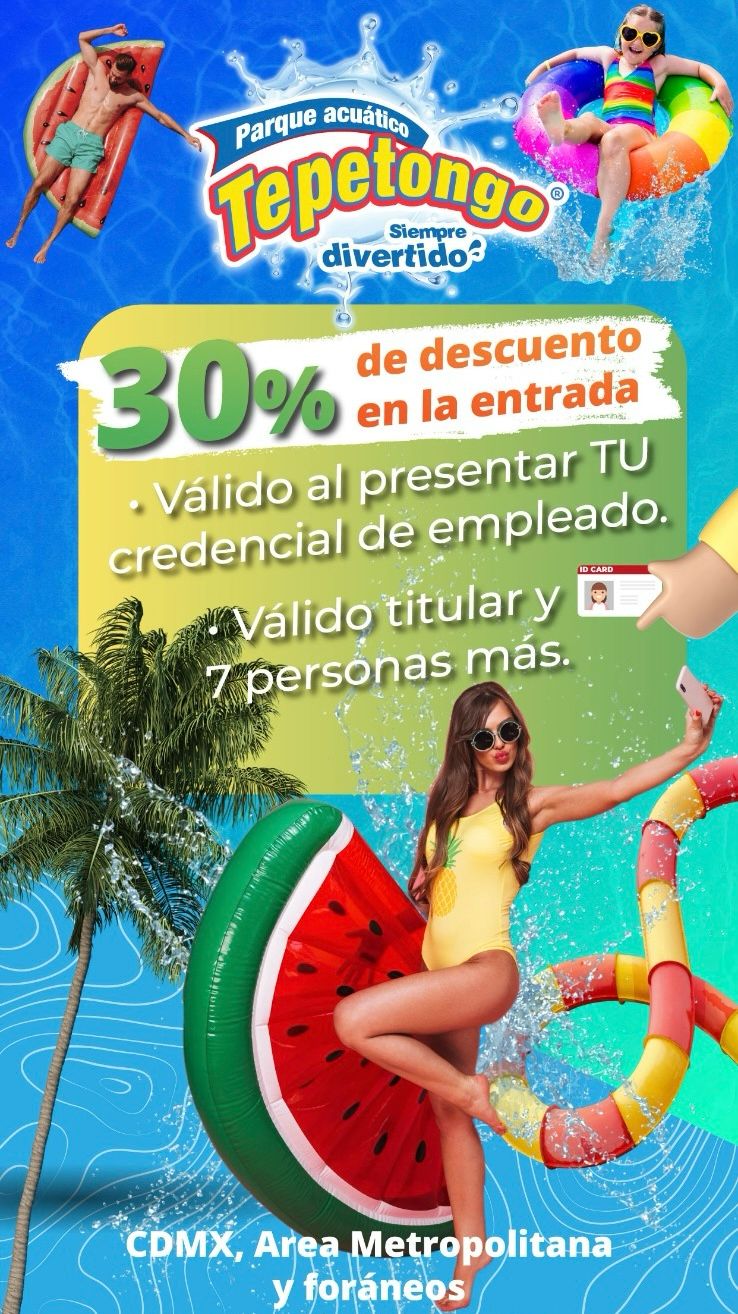 Parque acuático
Tepetongo®
Siempre
divertido
30% de descuento
en la entrada
• Válido al presentar TU
credencial de empleado.
ID CARD
• Válido titular y
7 personas más.
CDMX, Area Metropolitana
y foráneos